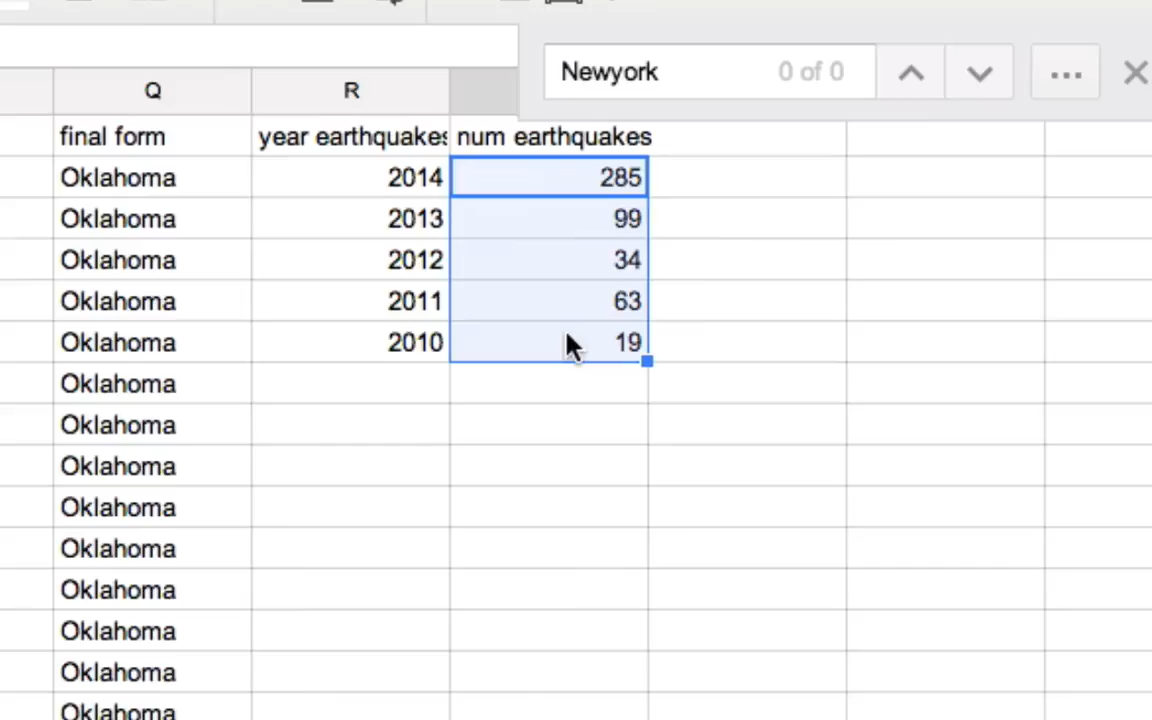 Newyork 0 of 0
Q R
final form year earthquakes num earthquakes
Oklahoma 2014 285
Oklahoma 2013 99
Oklahoma 2012 34
Oklahoma 2011 63
Oklahoma 2010 19
Oklahoma
Oklahoma
Oklahoma
Oklahoma
Oklahoma
Oklahoma
Oklahoma
Oklahoma
Oklahoma